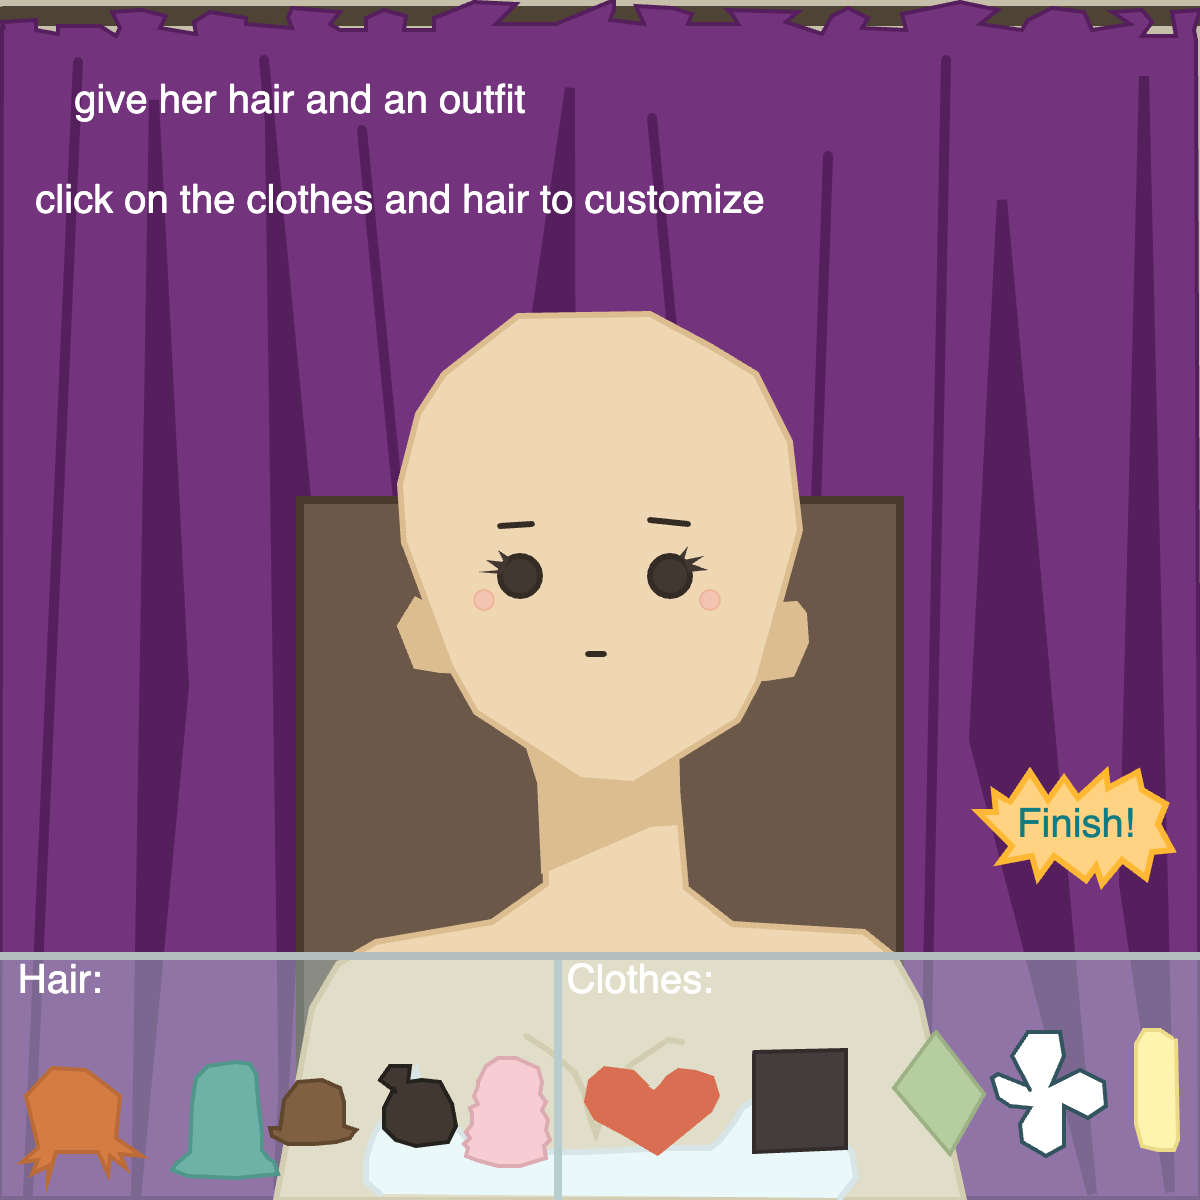 give her hair and an outfit
click on the clothes and hair to customize
Finish!
Hair:
Clothes: